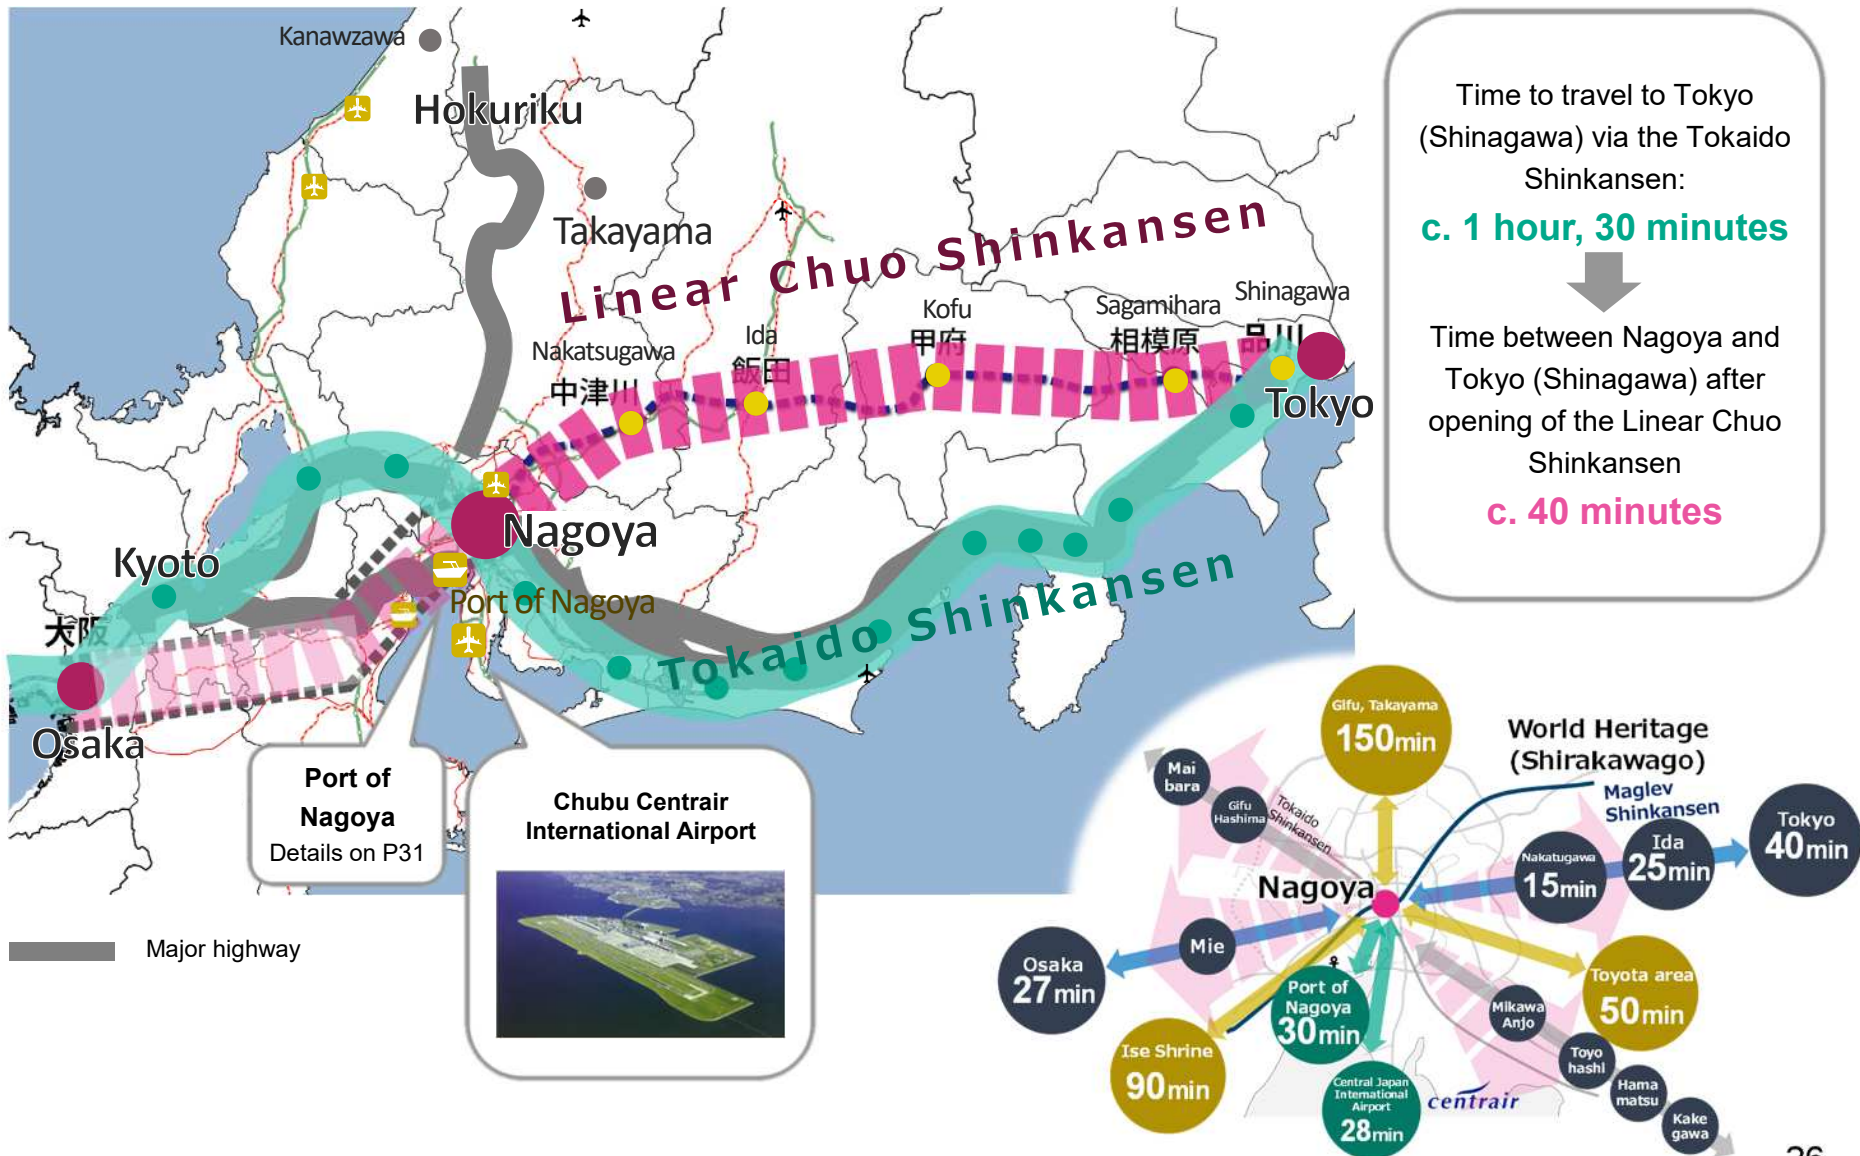 Kanawzawa
Hokuriku
Takayama
Linear Chuo Shinkansen
Nakatsugawa
中津川
Ida
飯田
Kofu
甲府
Sagamihara
相模原
Shinagawa
品川
Tokyo
Nagoya
Kyoto
Port of Nagoya
大阪
Osaka
Tokaido Shinkansen
Time to travel to Tokyo
(Shinagawa) via the Tokaido
Shinkansen:
c. 1 hour, 30 minutes
Time between Nagoya and
Tokyo (Shinagawa) after
opening of the Linear Chuo
Shinkansen
c. 40 minutes
Port of
Nagoya
Details on P31
Chubu Centrair
International Airport
Major highway
Gifu, Takayama
150min
World Heritage
(Shirakawago)
Maglev
Shinkansen
Mai
bara
Gifu
Hashima
Tokaido
Shinkansen
Nagoya
Nakatugawa
15min
Ida
25min
Tokyo
40min
Mie
Osaka
27min
Toyota area
50min
Port of
Nagoya
30min
Ise Shrine
90min
Central Japan
International
Airport
28min
centrair
Mikawa
Anjo
Toyo
hashi
Hama
matsu
Kake
gawa